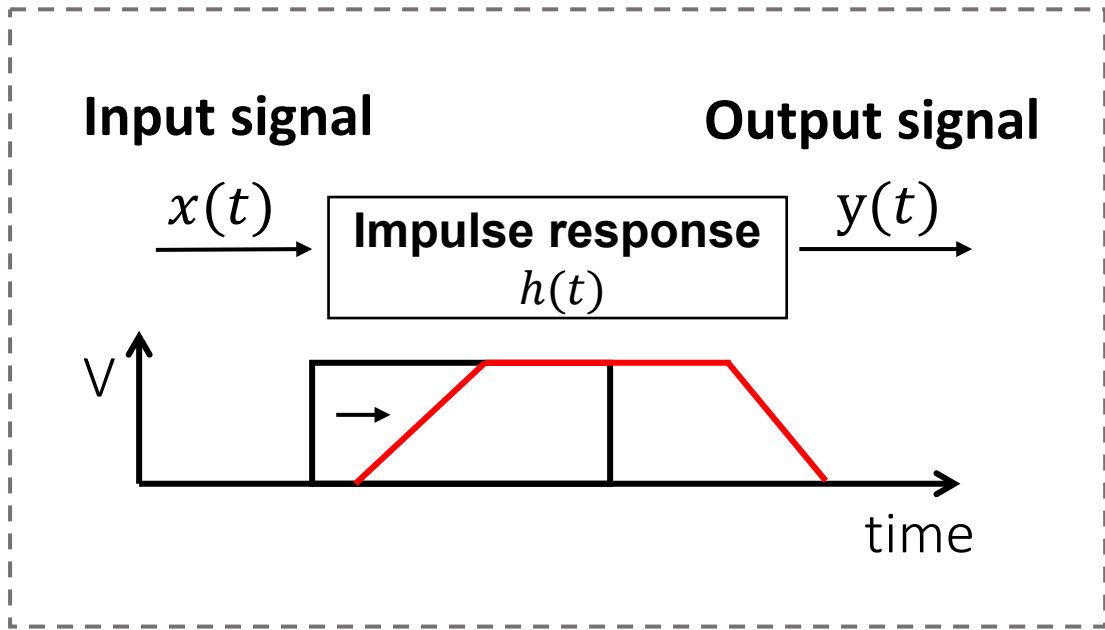 Input signal
Output signal
x(t)
Impulse response
h(t)
y(t)
V
time